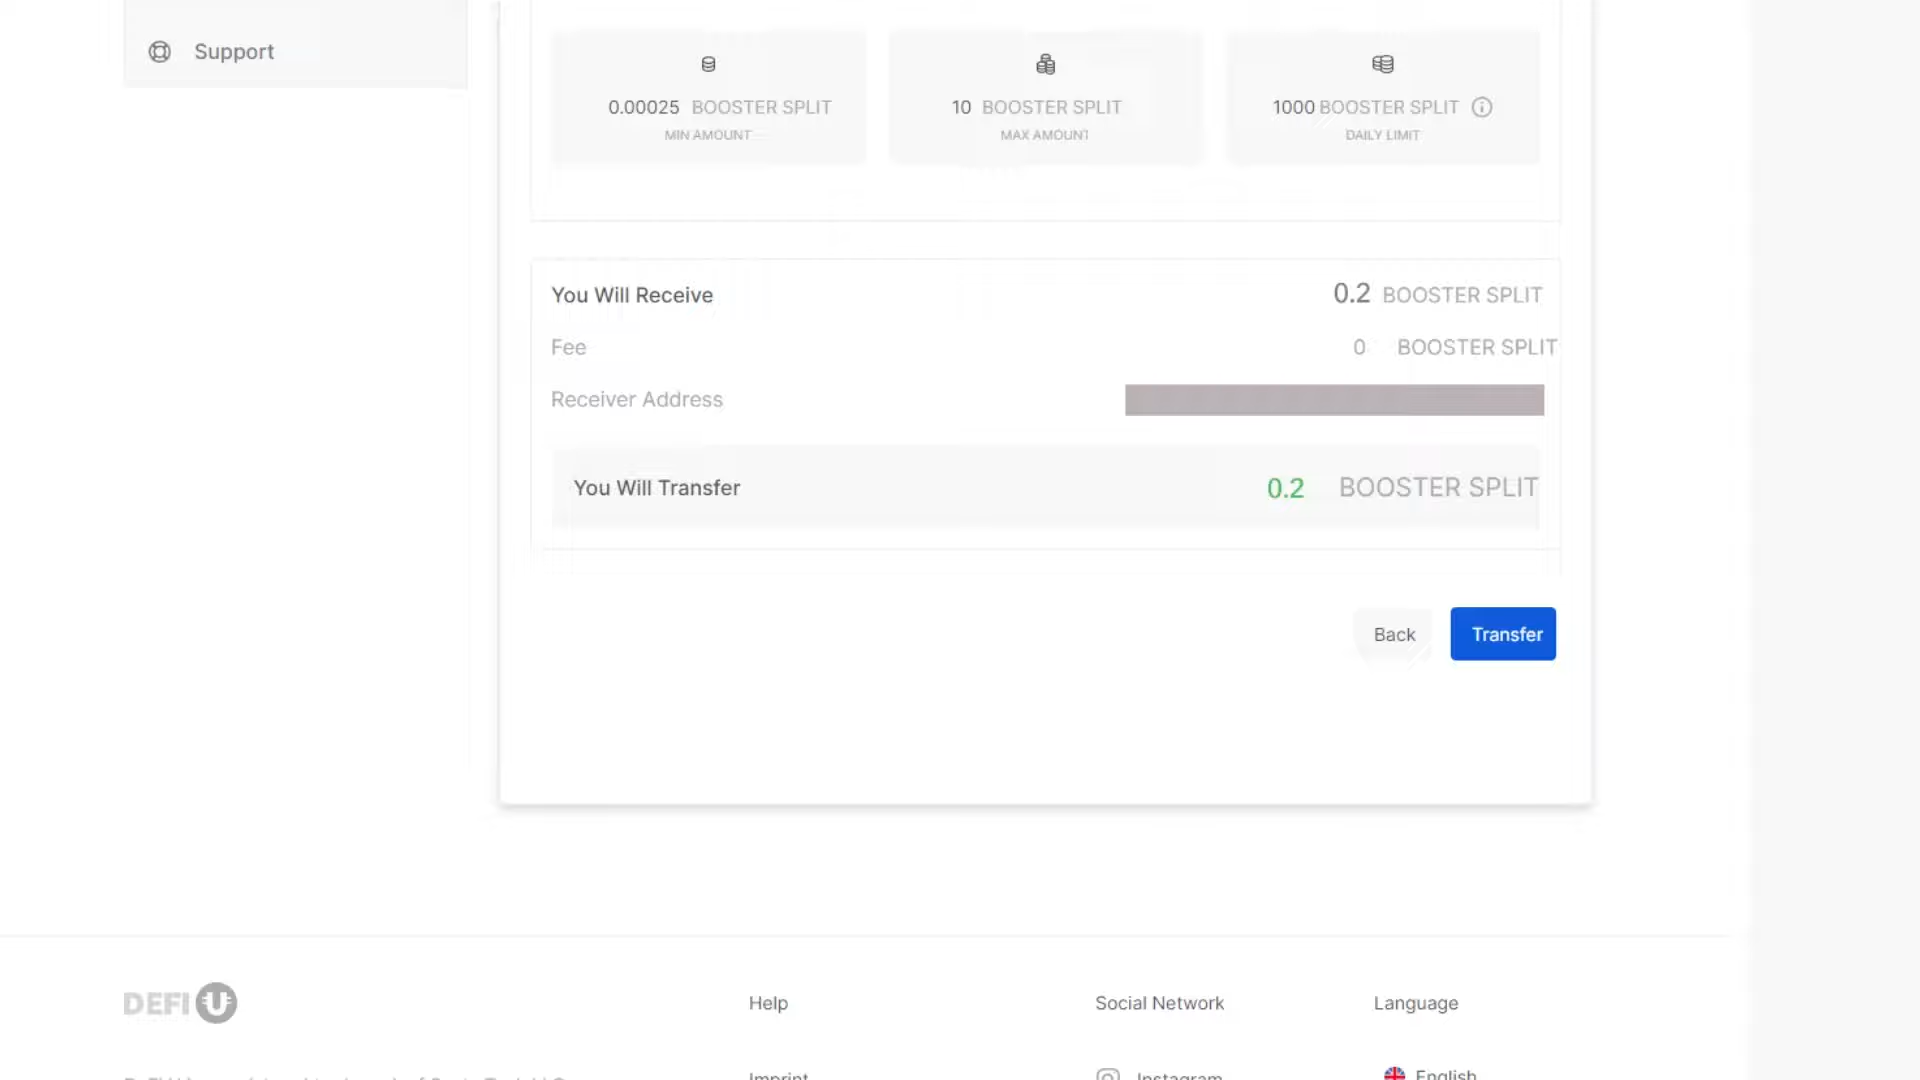 Support
0.00025 BOOSTER SPLIT
MIN AMOUNT
10 BOOSTER SPLIT
MAX AMOUNT
1000 BOOSTER SPLIT
DAILY LIMIT
You Will Receive 0.2 BOOSTER SPLIT
Fee 0 BOOSTER SPLIT
Receiver Address
You Will Transfer 0.2 BOOSTER SPLIT
Back Transfer
DEFI U
Help
Social Network
Language
Imprint
Instagram
English